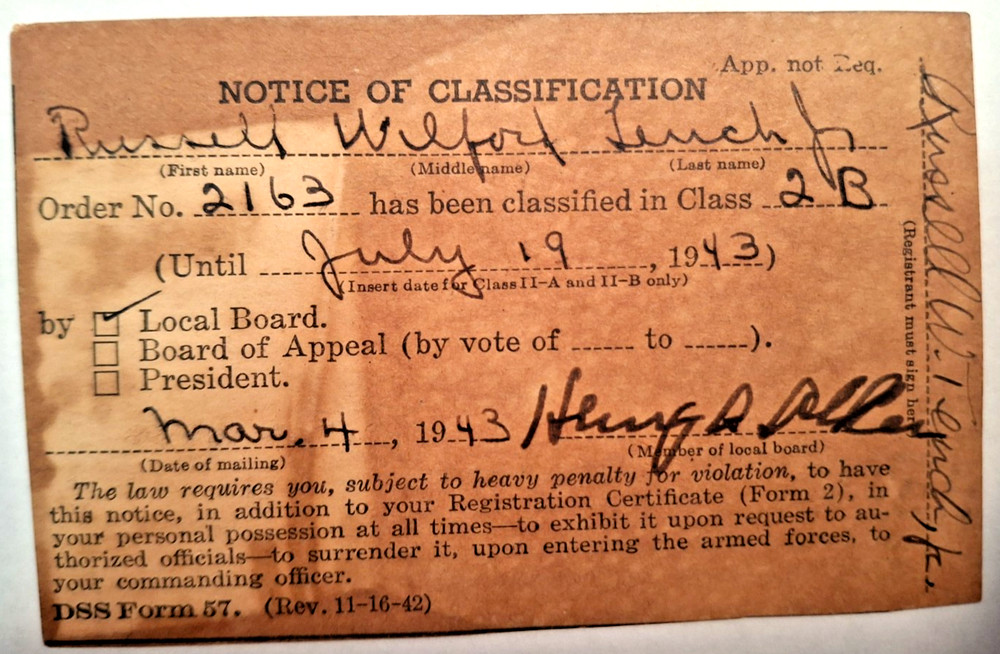 App. not Req.
NOTICE OF CLASSIFICATION
Russell Wilford Tench Jr
(First name) (Middle name) (Last name)
Order No. 2163 has been classified in Class 2 B
(Until July 19, 1943)
(Insert date for Class II-A and II-B only)
by ☑ Local Board.
☐ Board of Appeal (by vote of ...... to ......).
☐ President.
Mar. 4, 1943 Henry A
(Date of mailing) (Member of local board)
The law requires you, subject to heavy penalty for violation, to have
this notice, in addition to your Registration Certificate (Form 2), in
your personal possession at all times—to exhibit it upon request to au-
thorized officials—to surrender it, upon entering the armed forces, to
your commanding officer.
DSS Form 57. (Rev. 11-16-42)
Russell W. Tench, Jr.
(Registrant must sign here)